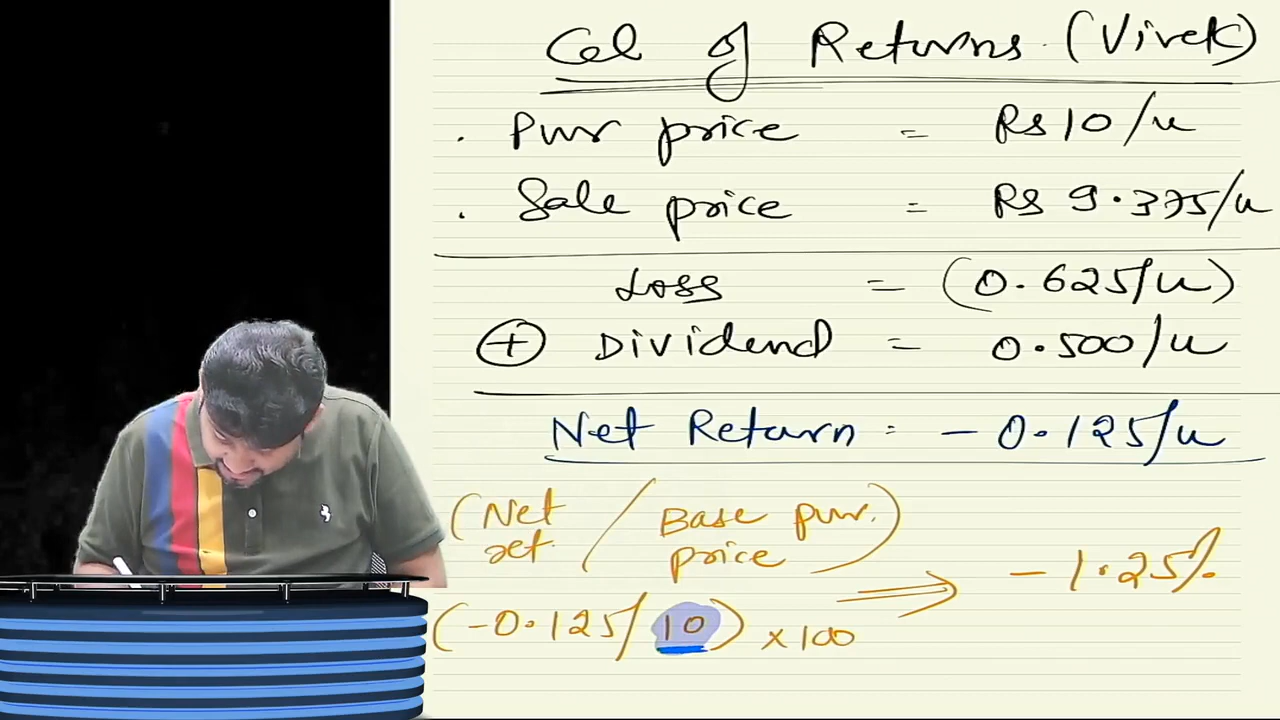 Cal of Returns (Vivek)
. Pur price = Rs 10/u
. Sale price = Rs 9.375/u
Loss = (0.625/u)
+ Dividend = 0.500/u
Net Return = - 0.125/u
(Net ret. / Base pur. price) ⇒ - 1.25%
(-0.125/10) x 100